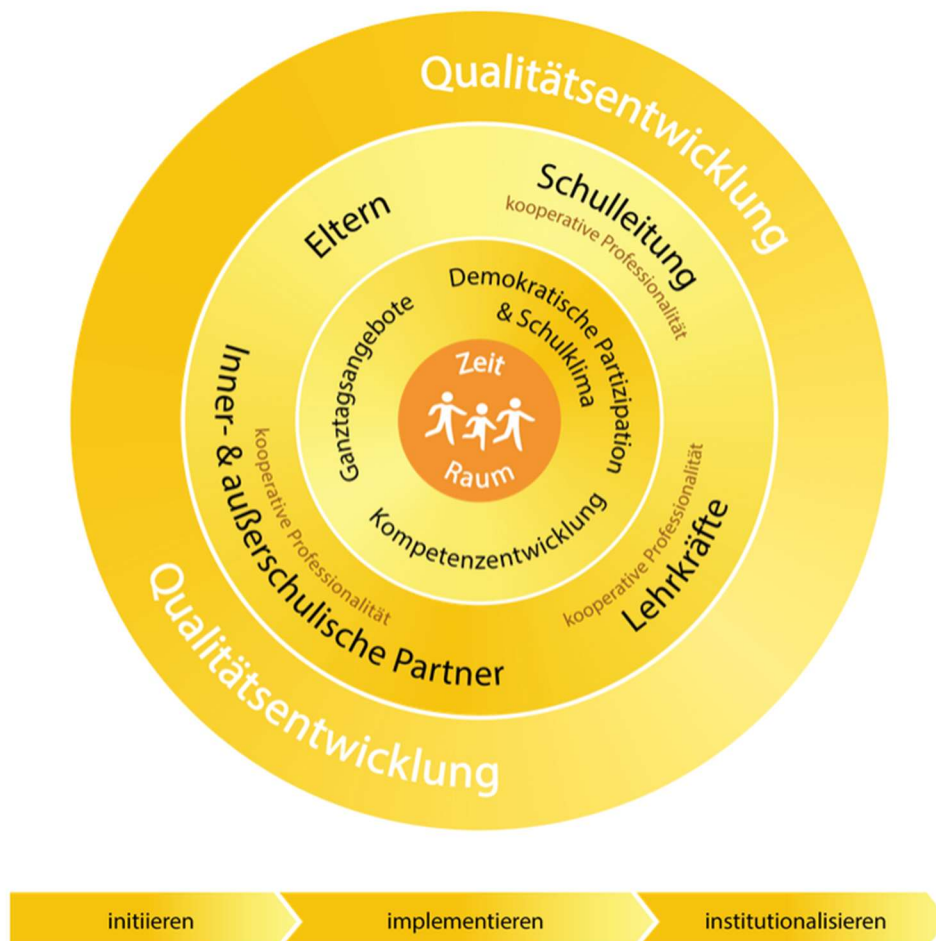 Qualitätsentwicklung
Eltern
Schulleitung
kooperative Professionalität
Ganztagsangebote
Demokratische Partizipation
& Schulklima
Zeit
Raum
Kompetenzentwicklung
Inner- & außerschulische Partner
kooperative Professionalität
kooperative Professionalität
Lehrkräfte
Qualitätsentwicklung
initiieren
implementieren
institutionalisieren